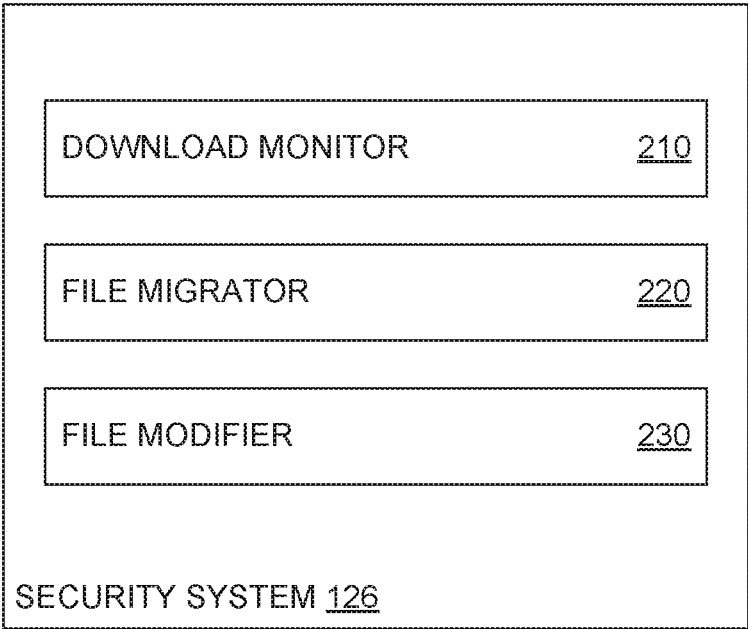 DOWNLOAD MONITOR 210
FILE MIGRATOR 220
FILE MODIFIER 230
SECURITY SYSTEM 126